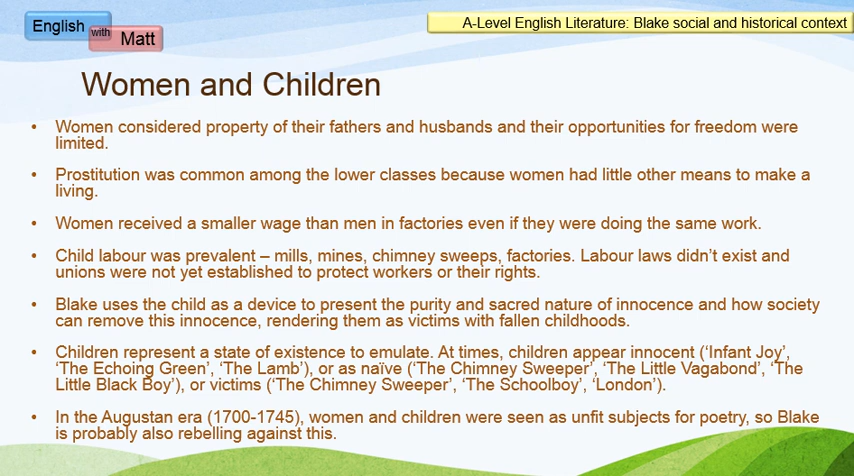 English
with
Matt
A-Level English Literature: Blake social and historical context
Women and Children
• Women considered property of their fathers and husbands and their opportunities for freedom were
limited.
• Prostitution was common among the lower classes because women had little other means to make a
living.
• Women received a smaller wage than men in factories even if they were doing the same work.
• Child labour was prevalent – mills, mines, chimney sweeps, factories. Labour laws didn’t exist and
unions were not yet established to protect workers or their rights.
• Blake uses the child as a device to present the purity and sacred nature of innocence and how society
can remove this innocence, rendering them as victims with fallen childhoods.
• Children represent a state of existence to emulate. At times, children appear innocent (‘Infant Joy’,
‘The Echoing Green’, ‘The Lamb’), or as naïve (‘The Chimney Sweeper’, ‘The Little Vagabond’, ‘The
Little Black Boy’), or victims (‘The Chimney Sweeper’, ‘The Schoolboy’, ‘London’).
• In the Augustan era (1700-1745), women and children were seen as unfit subjects for poetry, so Blake
is probably also rebelling against this.